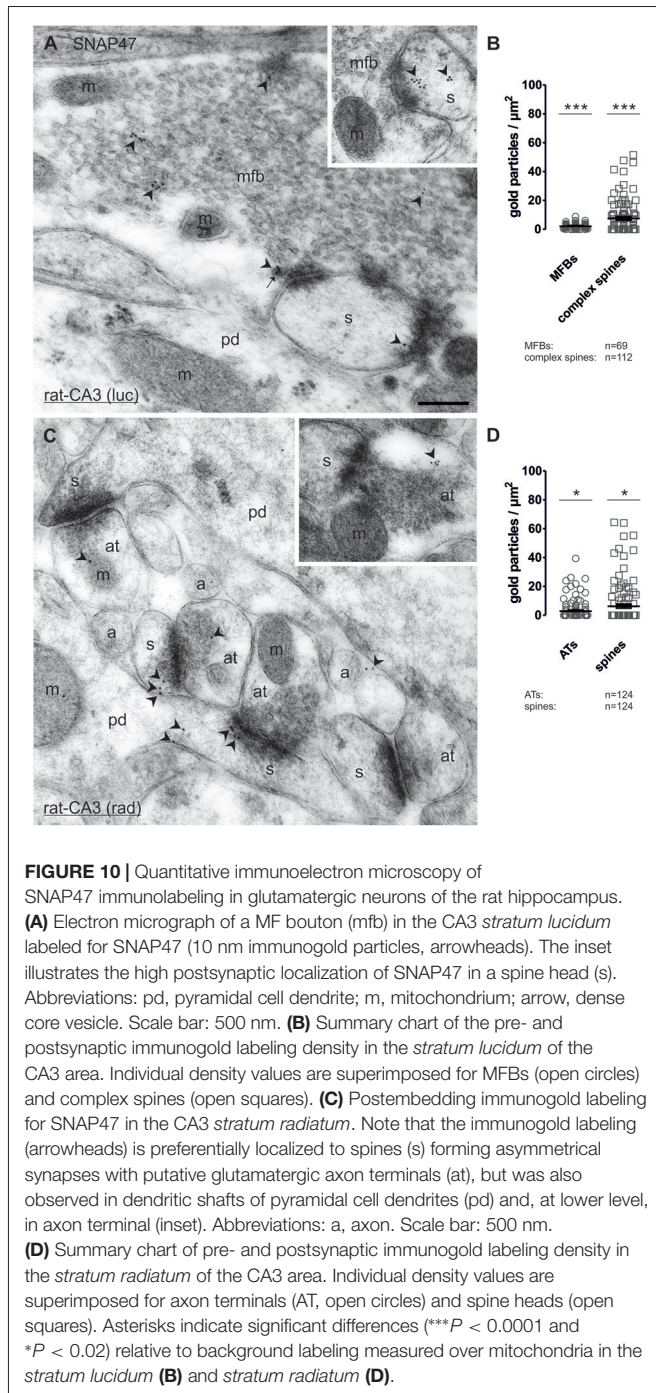 A SNAP47
m
mfb
s
m
mfb
m
s
pd
m
rat-CA3 (luc)
B
gold particles / µm²
100
80
60
40
20
0
*** ***
MFBs
complex spines
MFBs: n=69
complex spines: n=112
C
s
pd
at
m
s
at
m
a
a
s
at
m
at
a
m
pd
s
s
at
rat-CA3 (rad)
D
gold particles / µm²
100
80
60
40
20
0
* *
ATs
spines
ATs: n=124
spines: n=124
FIGURE 10 | Quantitative immunoelectron microscopy of
SNAP47 immunolabeling in glutamatergic neurons of the rat hippocampus.
(A) Electron micrograph of a MF bouton (mfb) in the CA3 stratum lucidum
labeled for SNAP47 (10 nm immunogold particles, arrowheads). The inset
illustrates the high postsynaptic localization of SNAP47 in a spine head (s).
Abbreviations: pd, pyramidal cell dendrite; m, mitochondrium; arrow, dense
core vesicle. Scale bar: 500 nm. (B) Summary chart of the pre- and
postsynaptic immunogold labeling density in the stratum lucidum of the
CA3 area. Individual density values are superimposed for MFBs (open circles)
and complex spines (open squares). (C) Postembedding immunogold labeling
for SNAP47 in the CA3 stratum radiatum. Note that the immunogold labeling
(arrowheads) is preferentially localized to spines (s) forming asymmetrical
synapses with putative glutamatergic axon terminals (at), but was also
observed in dendritic shafts of pyramidal cell dendrites (pd) and, at lower level,
in axon terminal (inset). Abbreviations: a, axon. Scale bar: 500 nm.
(D) Summary chart of pre- and postsynaptic immunogold labeling density in
the stratum radiatum of the CA3 area. Individual density values are
superimposed for axon terminals (AT, open circles) and spine heads (open
squares). Asterisks indicate significant differences (***P < 0.0001 and
*P < 0.02) relative to background labeling measured over mitochondria in the
stratum lucidum (B) and stratum radiatum (D).